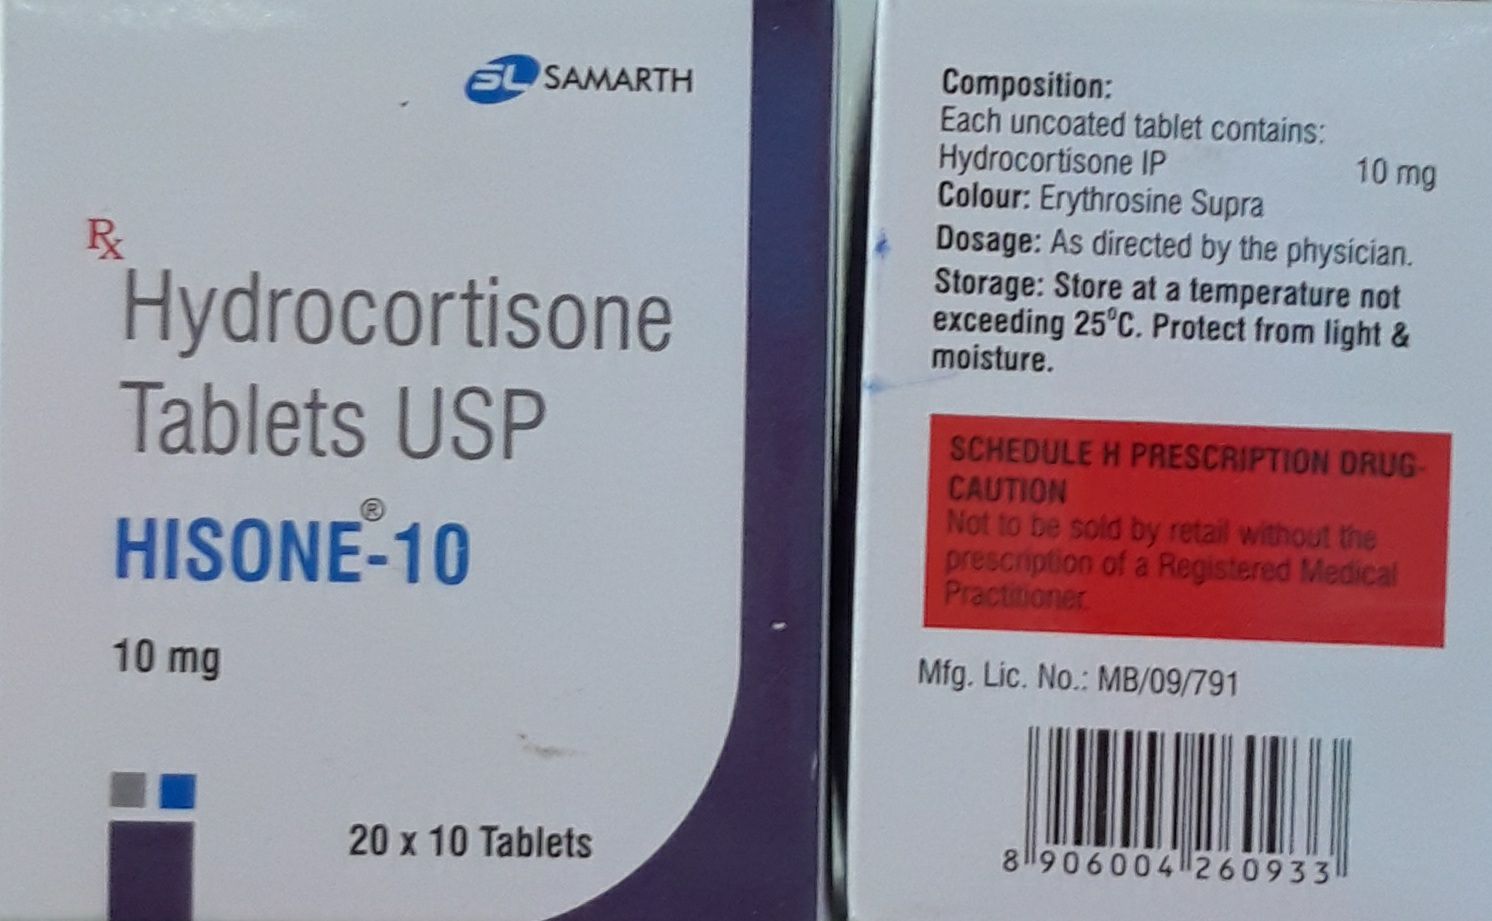 SL SAMARTH
Rx
Hydrocortisone
Tablets USP
HISONE®-10
10 mg
20 x 10 Tablets
Composition:
Each uncoated tablet contains:
Hydrocortisone IP 10 mg
Colour: Erythrosine Supra
Dosage: As directed by the physician.
Storage: Store at a temperature not
exceeding 25°C. Protect from light &
moisture.
SCHEDULE H PRESCRIPTION DRUG-
CAUTION
Not to be sold by retail without the
prescription of a Registered Medical
Practitioner.
Mfg. Lic. No.: MB/09/791
8 906004 260933